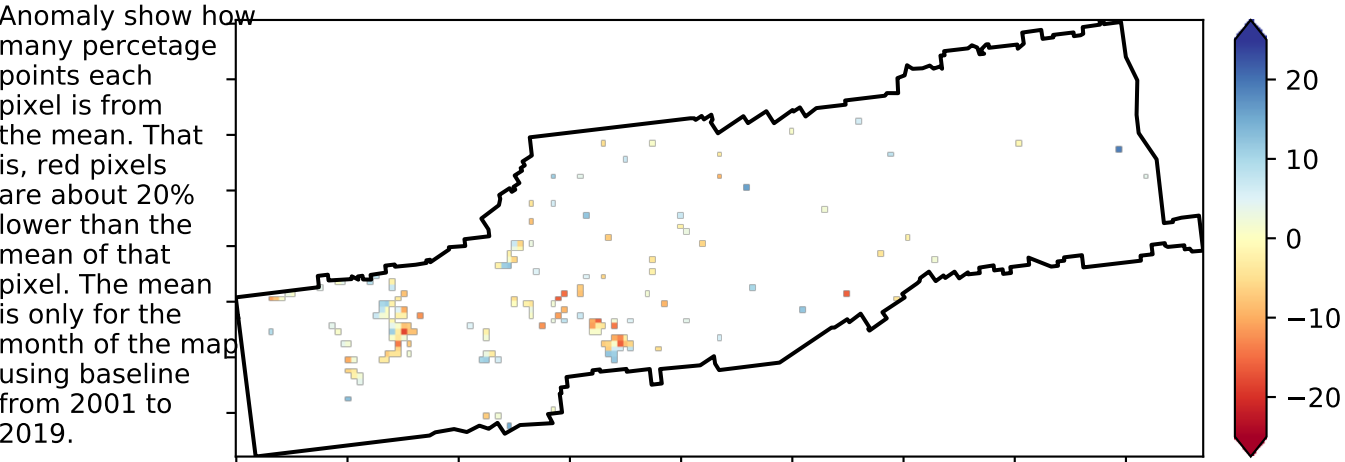 Anomaly show how
many percetage
points each
pixel is from
the mean. That
is, red pixels
are about 20%
lower than the
mean of that
pixel. The mean
is only for the
month of the map
using baseline
from 2001 to
2019.
20
10
0
−10
−20